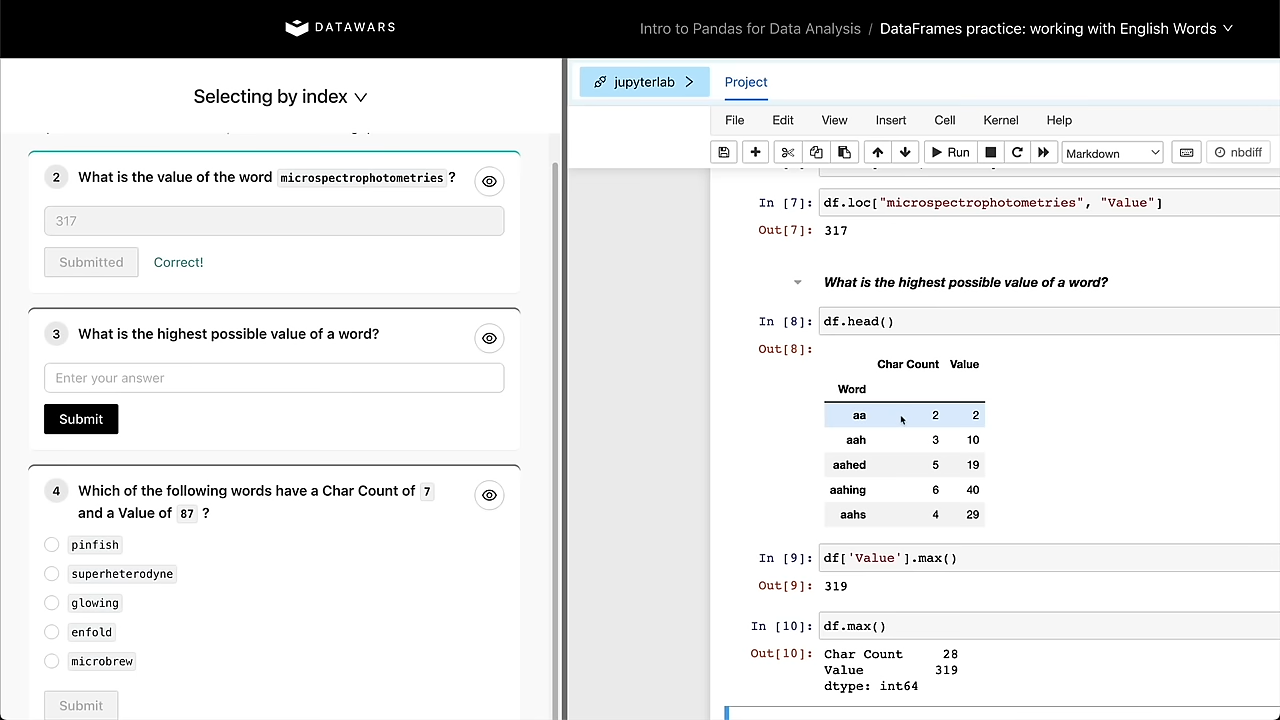 DATAWARS
Intro to Pandas for Data Analysis / DataFrames practice: working with English Words
Selecting by index
2 What is the value of the word microspectrophotometries ?
317
Submitted Correct!
3 What is the highest possible value of a word?
Enter your answer
Submit
4 Which of the following words have a Char Count of 7
and a Value of 87 ?
pinfish
superheterodyne
glowing
enfold
microbrew
Submit
jupyterlab Project
File Edit View Insert Cell Kernel Help
Run Markdown nbdiff
In [7]: df.loc["microspectrophotometries", "Value"]
Out[7]: 317
What is the highest possible value of a word?
In [8]: df.head()
Out[8]:
Char Count Value
Word
aa 2 2
aah 3 10
aahed 5 19
aahing 6 40
aahs 4 29
In [9]: df['Value'].max()
Out[9]: 319
In [10]: df.max()
Out[10]: Char Count 28
Value 319
dtype: int64